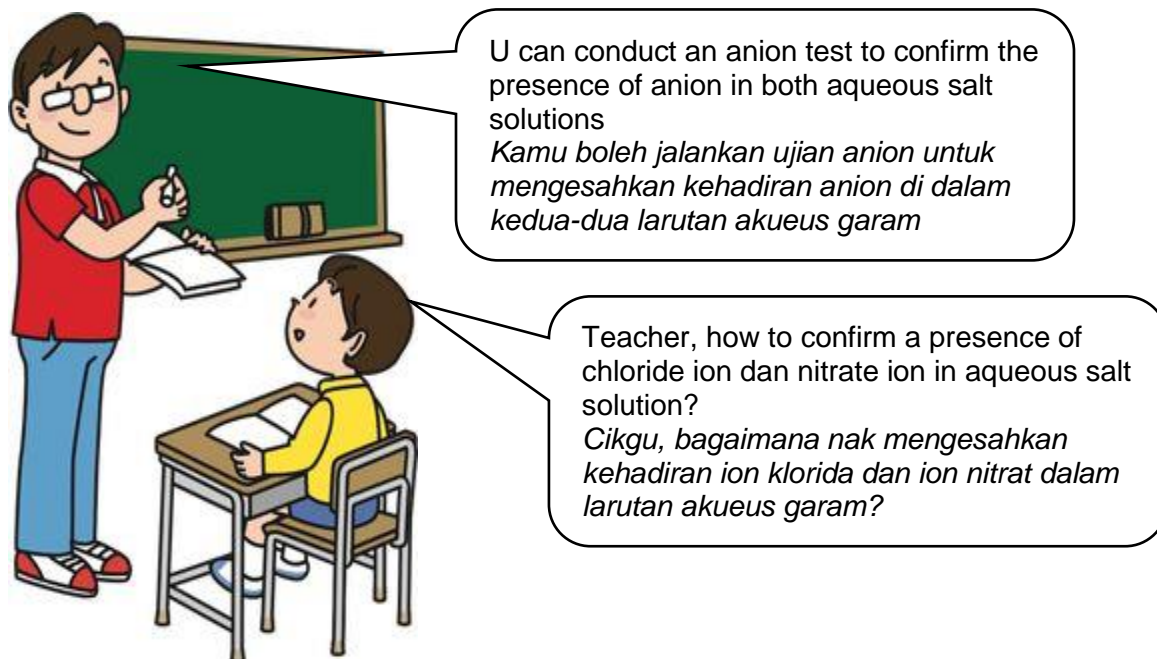 U can conduct an anion test to confirm the
presence of anion in both aqueous salt
solutions
Kamu boleh jalankan ujian anion untuk
mengesahkan kehadiran anion di dalam
kedua-dua larutan akueus garam
Teacher, how to confirm a presence of
chloride ion dan nitrate ion in aqueous salt
solution?
Cikgu, bagaimana nak mengesahkan
kehadiran ion klorida dan ion nitrat dalam
larutan akueus garam?